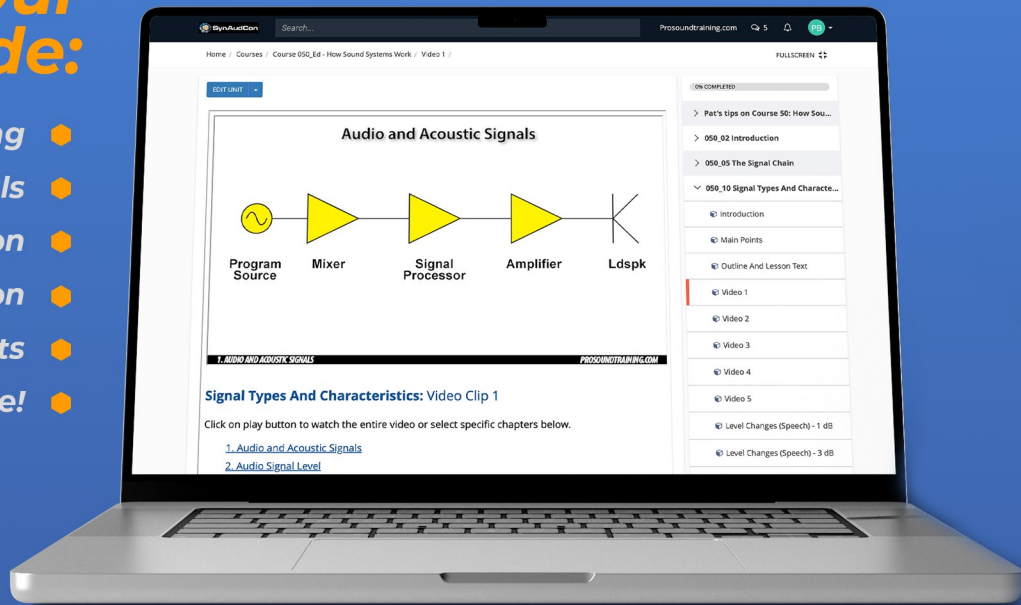 de:
SynAudCon Search... Prosoundtraining.com 5 PB
Home / Courses / Course 050_Ed - How Sound Systems Work / Video 1 /
FULLSCREEN
EDIT UNIT
Audio and Acoustic Signals
Program
Source
Mixer
Signal
Processor
Amplifier
Ldspk
1. AUDIO AND ACOUSTIC SIGNALS
PROSOUNDTRAINING.COM
Signal Types And Characteristics: Video Clip 1
Click on play button to watch the entire video or select specific chapters below.
1. Audio and Acoustic Signals
2. Audio Signal Level
0% COMPLETED
Pat's tips on Course 50: How Sou...
050_02 Introduction
050_05 The Signal Chain
050_10 Signal Types And Characte...
Introduction
Main Points
Outline And Lesson Text
Video 1
Video 2
Video 3
Video 4
Video 5
Level Changes (Speech) - 1 dB
Level Changes (Speech) - 3 dB